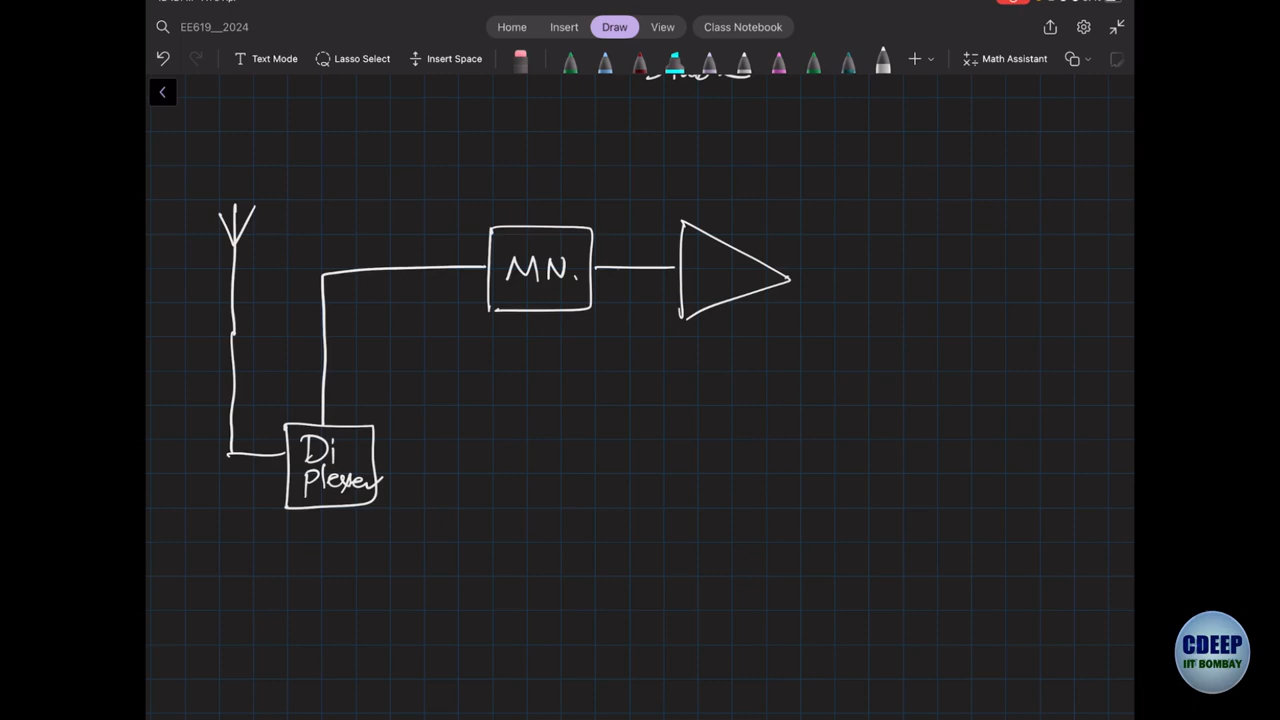 EE619__2024
Home
Insert
Draw
View
Class Notebook
Text Mode
Lasso Select
Insert Space
Math Assistant
MN.
Di
plexer
CDEEP
IIT BOMBAY